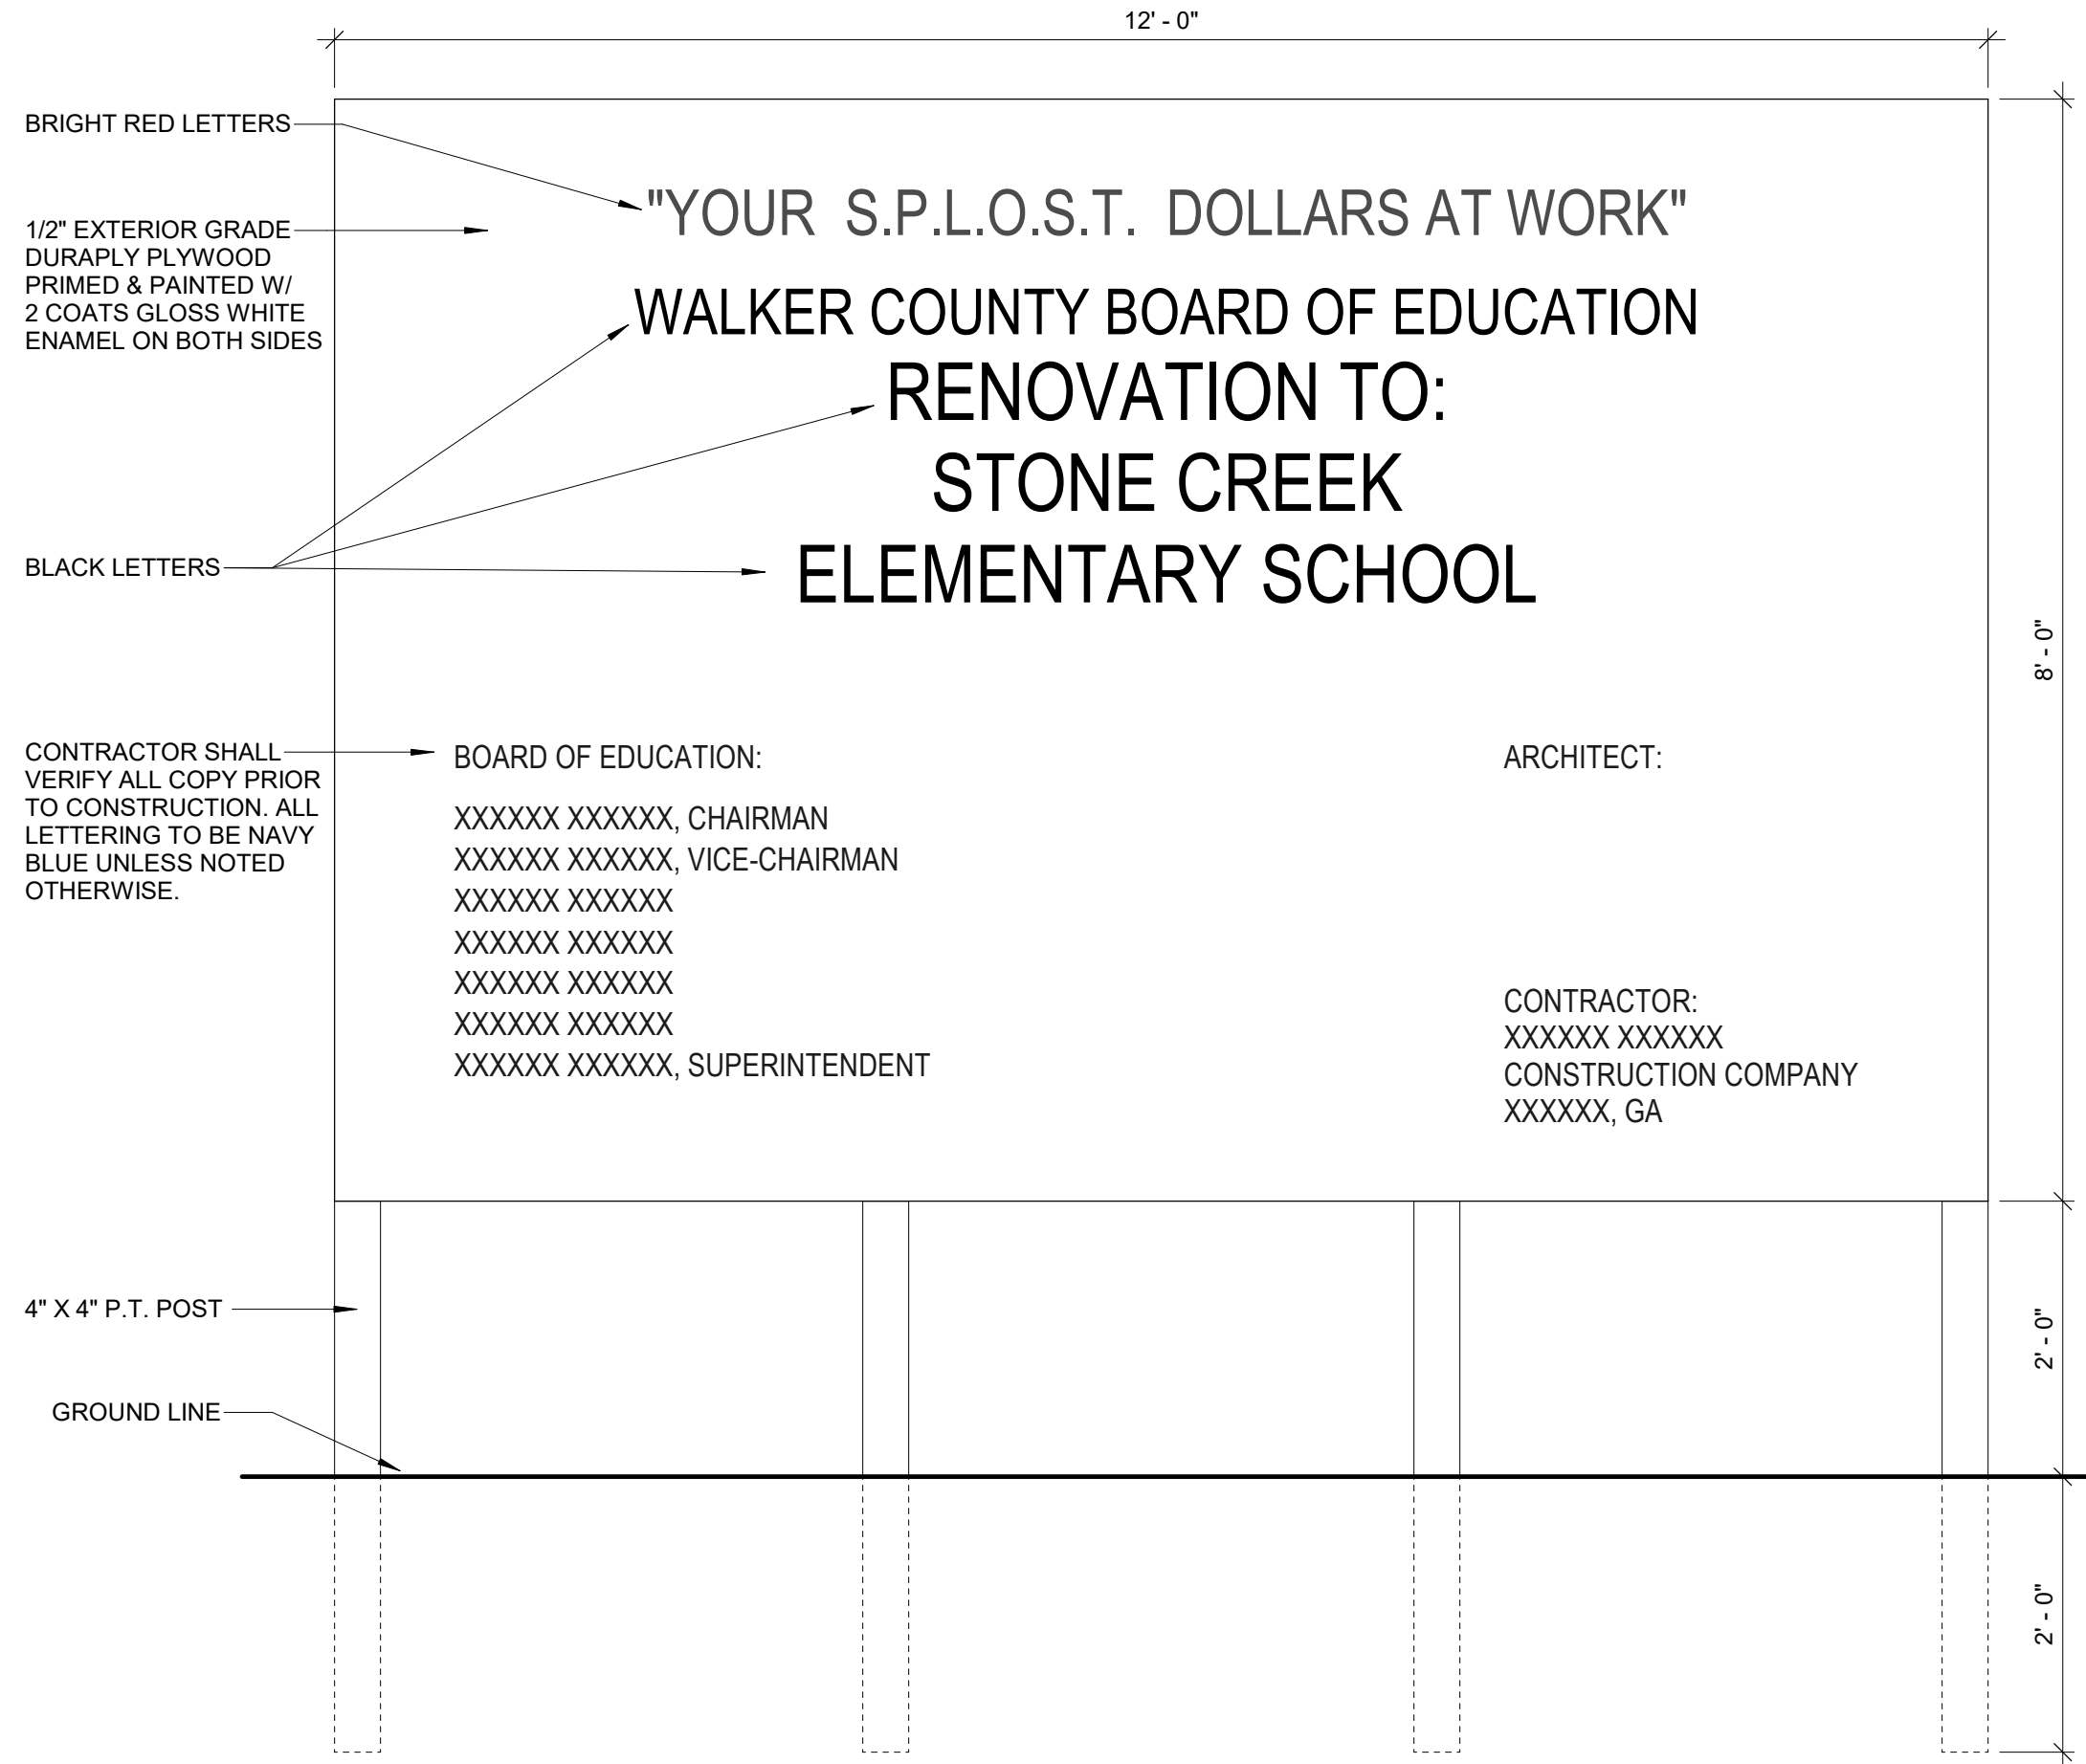 12' - 0"
BRIGHT RED LETTERS
"YOUR S.P.L.O.S.T. DOLLARS AT WORK"
1/2" EXTERIOR GRADE
DURAPLY PLYWOOD
PRIMED & PAINTED W/
2 COATS GLOSS WHITE
ENAMEL ON BOTH SIDES
WALKER COUNTY BOARD OF EDUCATION
RENOVATION TO:
STONE CREEK
ELEMENTARY SCHOOL
BLACK LETTERS
8' - 0"
CONTRACTOR SHALL
VERIFY ALL COPY PRIOR
TO CONSTRUCTION. ALL
LETTERING TO BE NAVY
BLUE UNLESS NOTED
OTHERWISE.
BOARD OF EDUCATION:
XXXXXX XXXXXX, CHAIRMAN
XXXXXX XXXXXX, VICE-CHAIRMAN
XXXXXX XXXXXX
XXXXXX XXXXXX
XXXXXX XXXXXX
XXXXXX XXXXXX
XXXXXX XXXXXX, SUPERINTENDENT
ARCHITECT:
CONTRACTOR:
XXXXXX XXXXXX
CONSTRUCTION COMPANY
XXXXXX, GA
4" X 4" P.T. POST
2' - 0"
GROUND LINE
2' - 0"